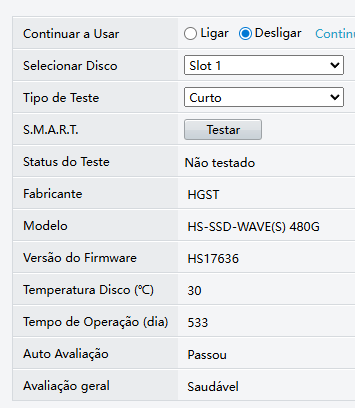 Continuar a Usar Ligar Desligar Continu
Selecionar Disco Slot 1
Tipo de Teste Curto
S.M.A.R.T. Testar
Status do Teste Não testado
Fabricante HGST
Modelo HS-SSD-WAVE(S) 480G
Versão do Firmware HS17636
Temperatura Disco (℃) 30
Tempo de Operação (dia) 533
Auto Avaliação Passou
Avaliação geral Saudável